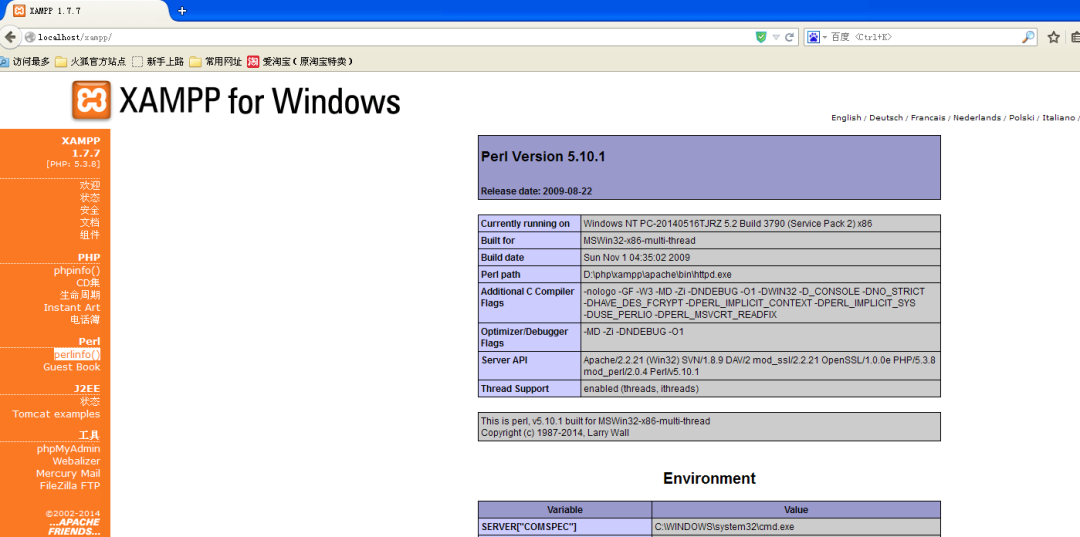 XAMPP 1.7.7
localhost/xampp/
百度 <Ctrl+K>
访问最多 火狐官方站点 新手上路 常用网址 爱淘宝（原淘宝特卖）
XAMPP for Windows
English / Deutsch / Francais / Nederlands / Polski / Italiano /
XAMPP
1.7.7
[PHP: 5.3.8]
欢迎
状态
安全
文档
组件
PHP
phpinfo()
CD集
生命周期
Instant Art
电话簿
Perl
perlinfo()
Guest Book
J2EE
状态
Tomcat examples
工具
phpMyAdmin
Webalizer
Mercury Mail
FileZilla FTP
©2002-2014
...APACHE
FRIENDS...
Perl Version 5.10.1
Release date: 2009-08-22
Currently running on Windows NT PC-20140516TJRZ 5.2 Build 3790 (Service Pack 2) x86
Built for MSWin32-x86-multi-thread
Build date Sun Nov 1 04:35:02 2009
Perl path D:\php\xampp\apache\bin\httpd.exe
Additional C Compiler -nologo -GF -W3 -MD -Zi -DNDEBUG -O1 -DWIN32 -D_CONSOLE -DNO_STRICT
Flags -DHAVE_DES_FCRYPT -DPERL_IMPLICIT_CONTEXT -DPERL_IMPLICIT_SYS
-DUSE_PERLIO -DPERL_MSVCRT_READFIX
Optimizer/Debugger -MD -Zi -DNDEBUG -O1
Flags
Server API Apache/2.2.21 (Win32) SVN/1.8.9 DAV/2 mod_ssl/2.2.21 OpenSSL/1.0.0e PHP/5.3.8
mod_perl/2.0.4 Perl/v5.10.1
Thread Support enabled (threads, ithreads)
This is perl, v5.10.1 built for MSWin32-x86-multi-thread
Copyright (c) 1987-2014, Larry Wall
Environment
Variable Value
SERVER["COMSPEC"] C:\WINDOWS\system32\cmd.exe